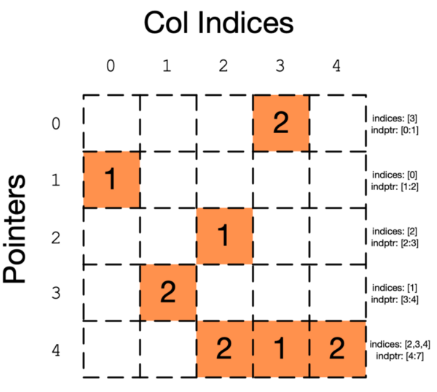 Col Indices
0 1 2 3 4
Pointers
0 2 indices: [3]
indptr: [0:1]
1 1 indices: [0]
indptr: [1:2]
2 1 indices: [2]
indptr: [2:3]
3 2 indices: [1]
indptr: [3:4]
4 2 1 2 indices: [2,3,4]
indptr: [4:7]